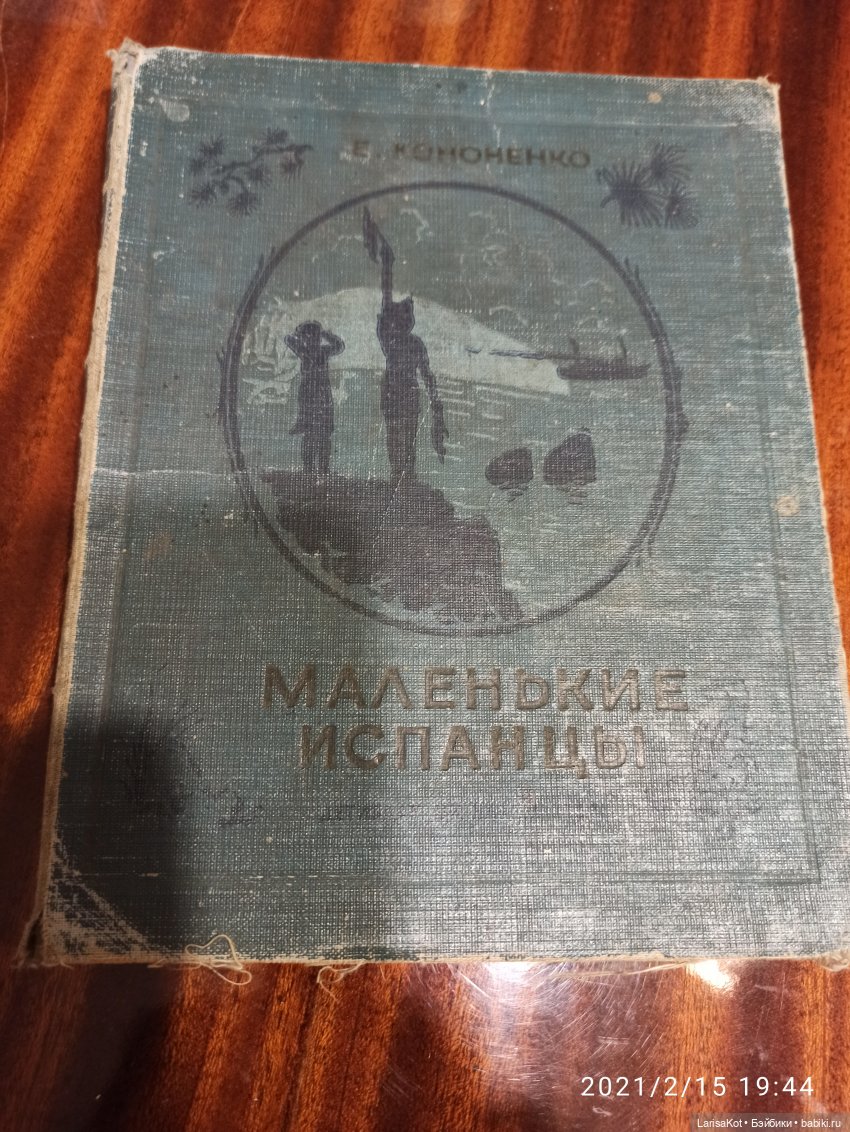 Е. КОНОНЕНКО
МАЛЕНЬКИЕ
ИСПАНЦЫ
2021/2/15 19:44
LarisaKot • Бэйбики • babiki.ru